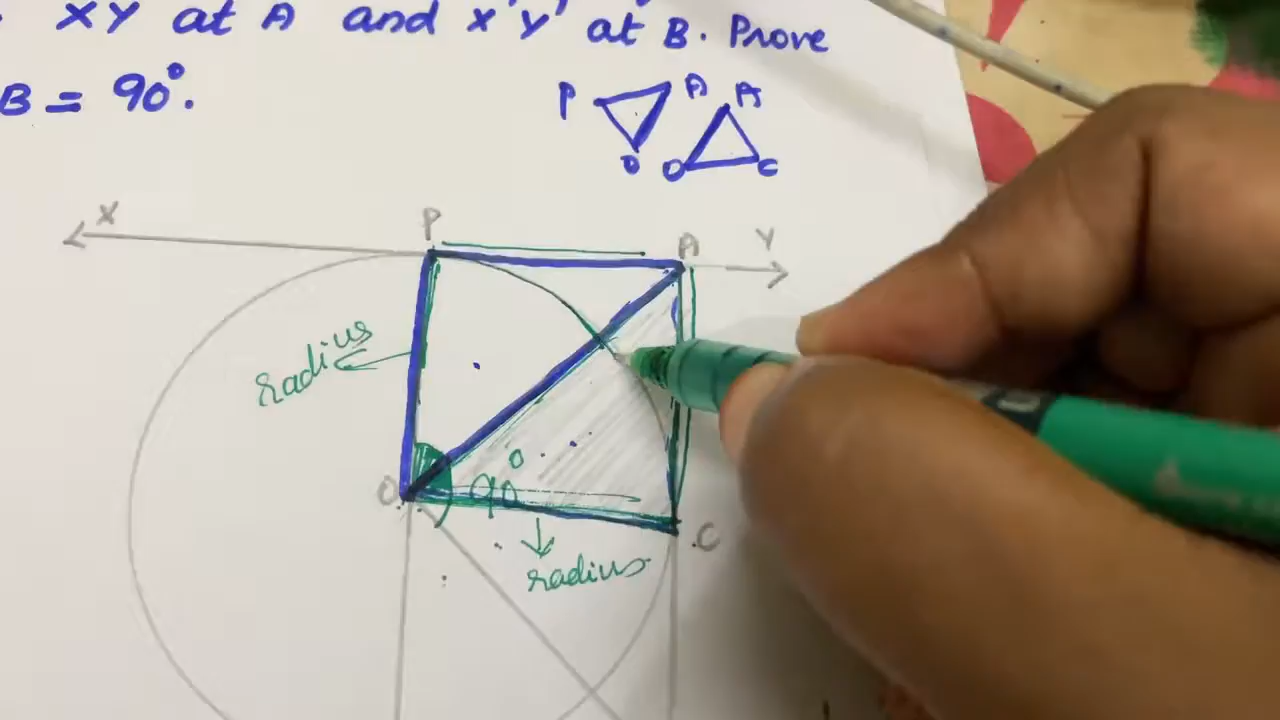 XY at A and X'Y' at B. Prove
B = 90°.
P A A
O O C
X P A Y
radius
O 90° C
radius